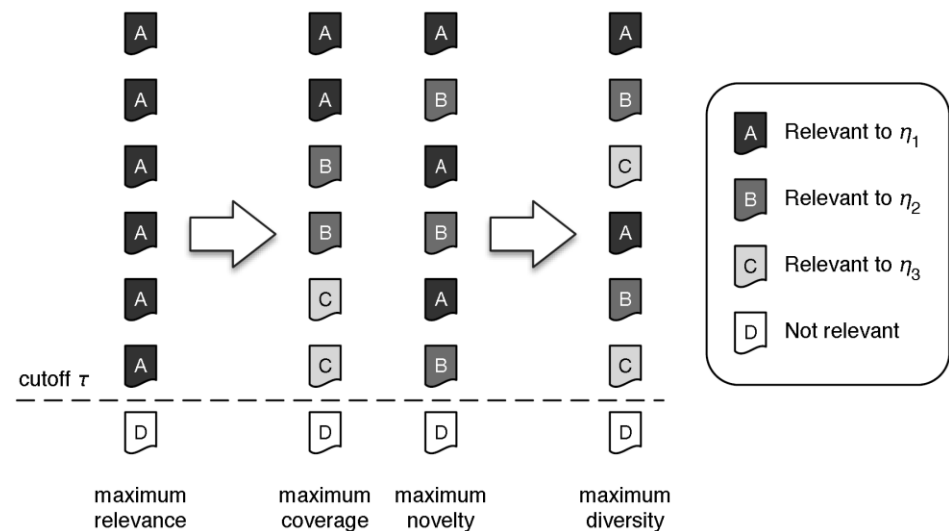 A A A A
A B B B
A B A C
A B B A
A C A B
A C B C
cutoff τ
D D D D
maximum relevance
maximum coverage
maximum novelty
maximum diversity
A Relevant to η1
B Relevant to η2
C Relevant to η3
D Not relevant